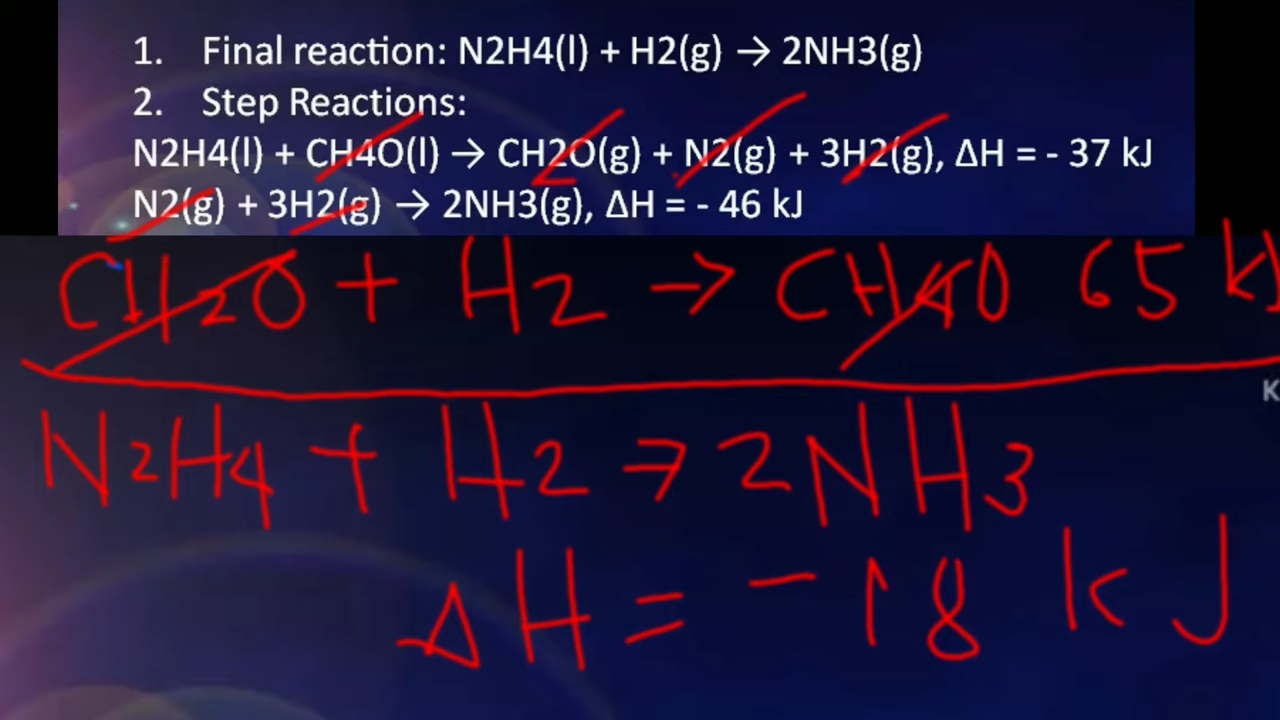 1. Final reaction: N2H4(l) + H2(g) → 2NH3(g)
2. Step Reactions:
N2H4(l) + CH4O(l) → CH2O(g) + N2(g) + 3H2(g), ΔH = - 37 kJ
N2(g) + 3H2(g) → 2NH3(g), ΔH = - 46 kJ
CH2O + H2 → CH4O 65 kJ
K
N2H4 + H2 → 2NH3
ΔH = -18 kJ